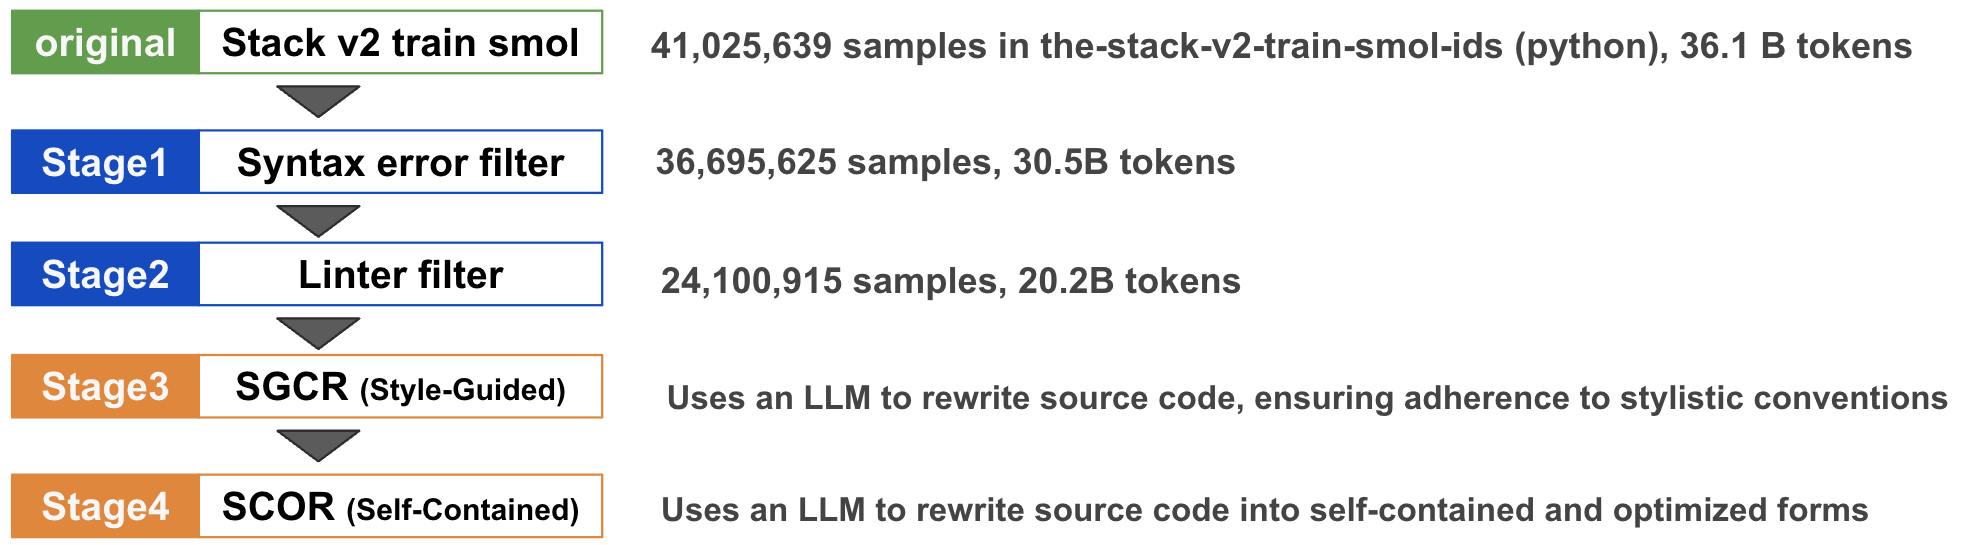 original Stack v2 train smol 41,025,639 samples in the-stack-v2-train-smol-ids (python), 36.1 B tokens
Stage1 Syntax error filter 36,695,625 samples, 30.5B tokens
Stage2 Linter filter 24,100,915 samples, 20.2B tokens
Stage3 SGCR (Style-Guided) Uses an LLM to rewrite source code, ensuring adherence to stylistic conventions
Stage4 SCOR (Self-Contained) Uses an LLM to rewrite source code into self-contained and optimized forms